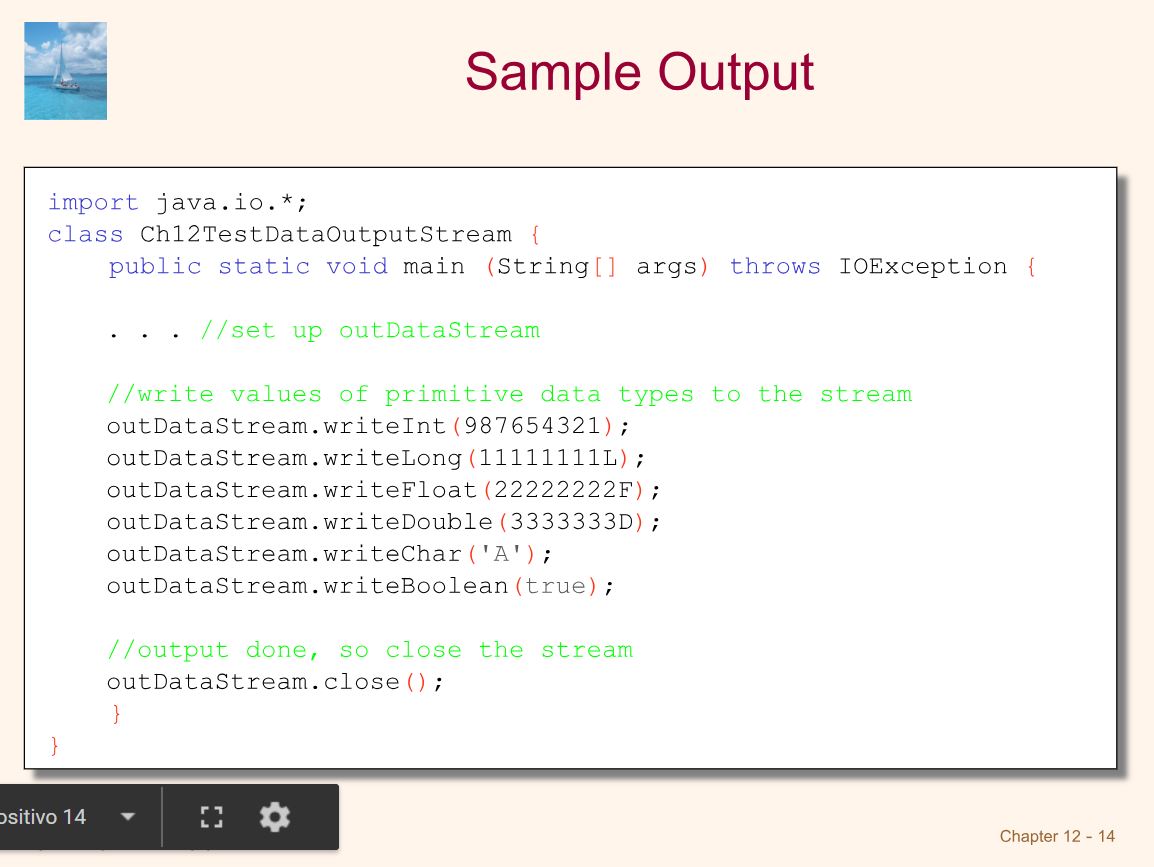 Sample Output
import java.io.*;
class Ch12TestDataOutputStream {
public static void main (String[] args) throws IOException {
. . . //set up outDataStream
//write values of primitive data types to the stream
outDataStream.writeInt(987654321);
outDataStream.writeLong(11111111L);
outDataStream.writeFloat(22222222F);
outDataStream.writeDouble(3333333D);
outDataStream.writeChar('A');
outDataStream.writeBoolean(true);
//output done, so close the stream
outDataStream.close();
}
}
ositivo 14
Chapter 12 - 14